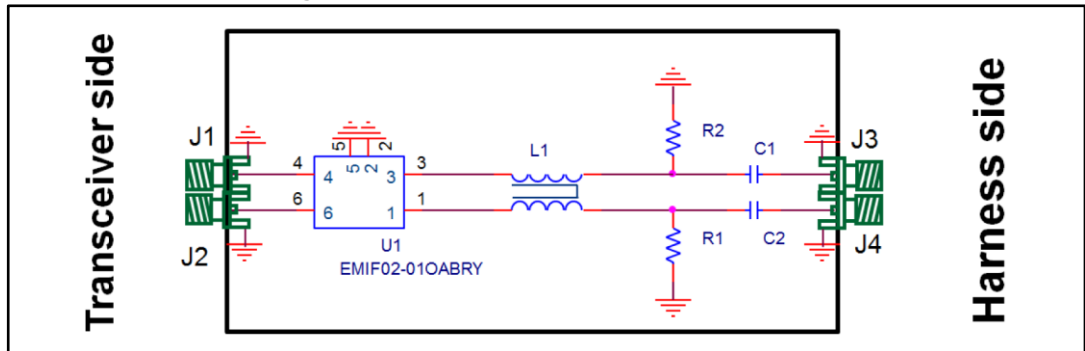 Transceiver side
J1
J2
4
6
5
2
5
2
4
3
6
1
3
1
U1
EMIF02-01OABRY
L1
R2
R1
C1
C2
J3
J4
Harness side